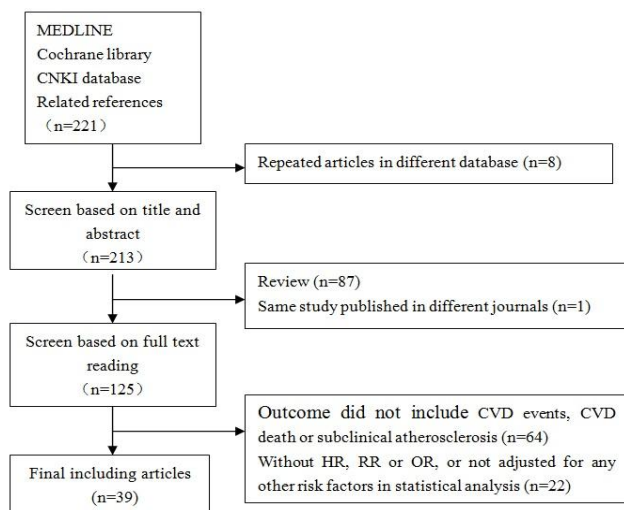 MEDLINE
Cochrane library
CNKI database
Related references
（n=221）
Repeated articles in different database (n=8)
Screen based on title and
abstract
（n=213）
Review (n=87)
Same study published in different journals (n=1)
Screen based on full text
reading
（n=125）
Outcome did not include CVD events, CVD
death or subclinical atherosclerosis (n=64)
Without HR, RR or OR, or not adjusted for any
other risk factors in statistical analysis (n=22)
Final including articles
(n=39)